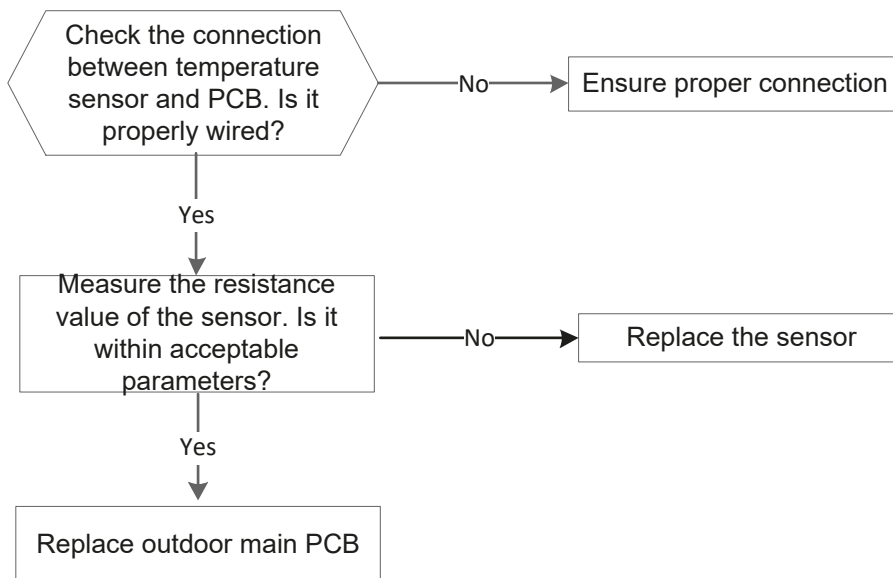 Check the connection
between temperature
sensor and PCB. Is it
properly wired?
No
Ensure proper connection
Yes
Measure the resistance
value of the sensor. Is it
within acceptable
parameters?
No
Replace the sensor
Yes
Replace outdoor main PCB